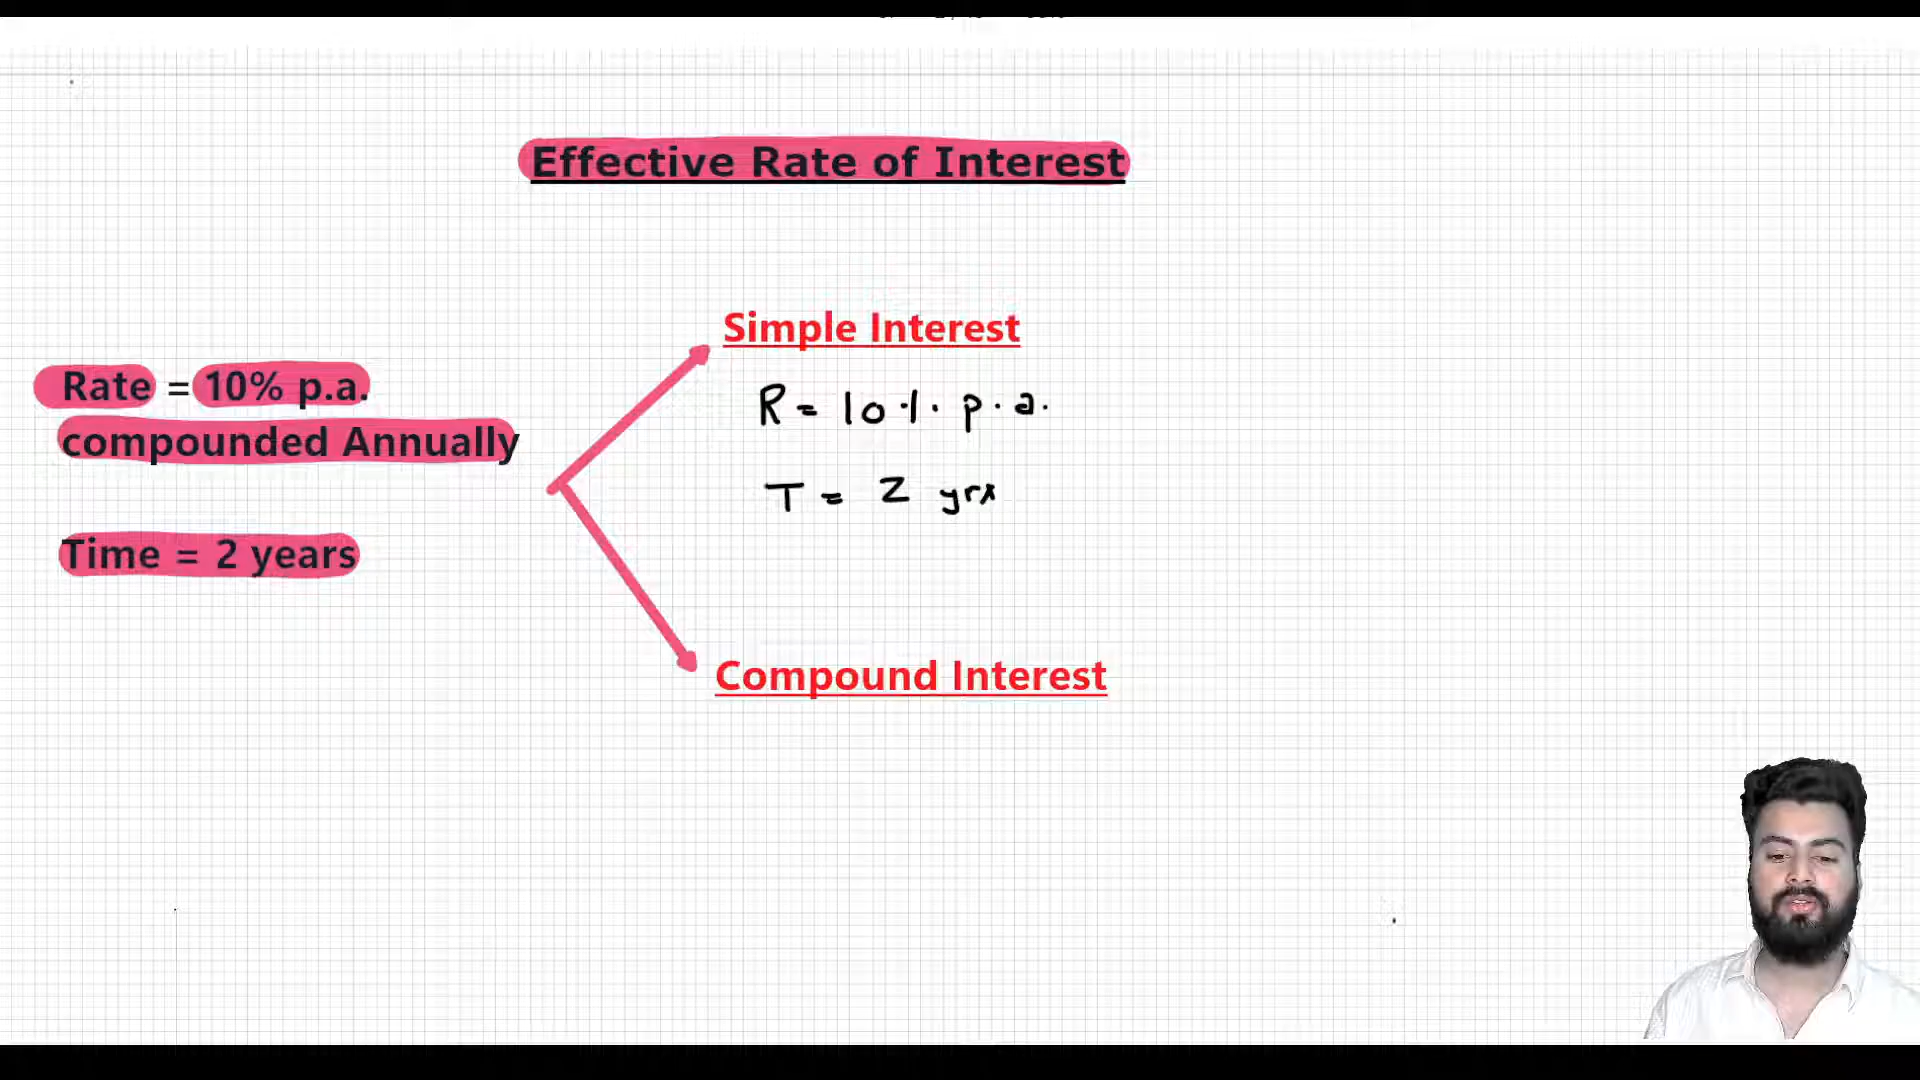 Effective Rate of Interest
Simple Interest
Rate = 10% p.a.
compounded Annually
R = 10% p.a.
T = 2 yrs
Time = 2 years
Compound Interest